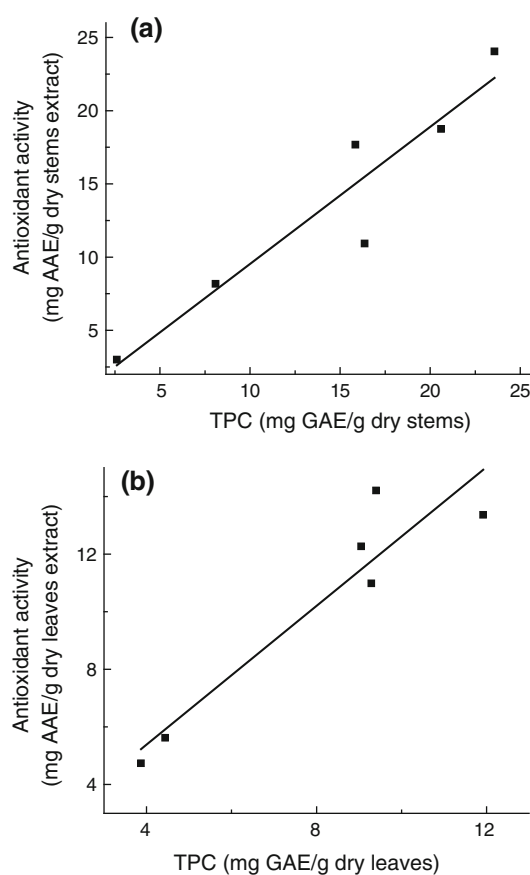 (a)
Antioxidant activity
(mg AAE/g dry stems extract)
25
20
15
10
5
5
10
15
20
25
TPC (mg GAE/g dry stems)
(b)
Antioxidant activity
(mg AAE/g dry leaves extract)
12
8
4
4
8
12
TPC (mg GAE/g dry leaves)